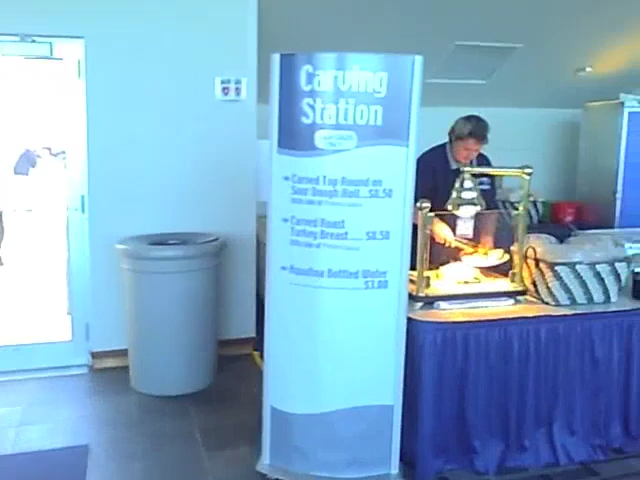 Carving
Station
Carved Top Round on
Sour Dough Roll....$8.50
Carved Roast
Turkey Breast..... $8.50
Aquafina Bottled Water
$3.00